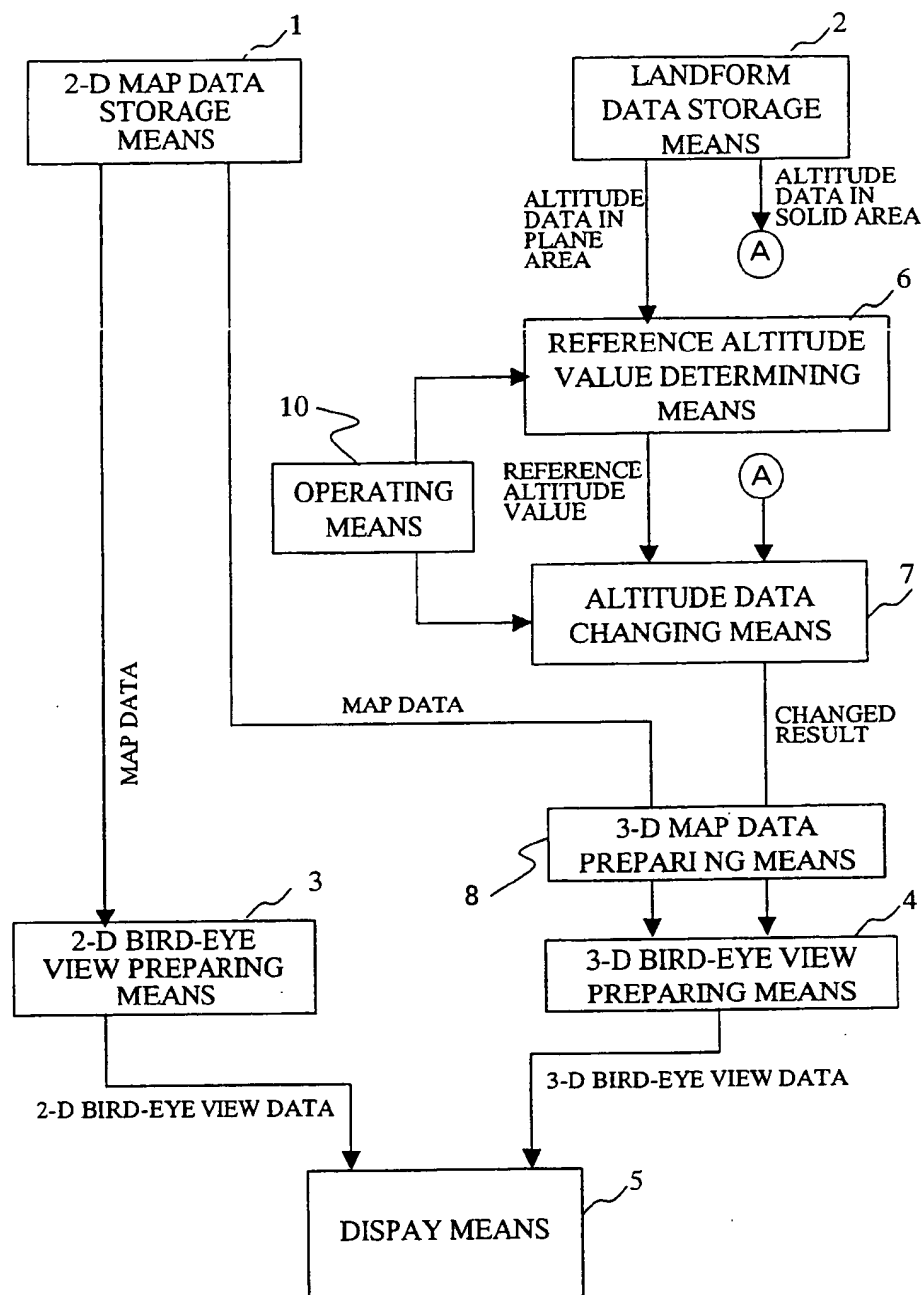 1
2-D MAP DATA
STORAGE
MEANS
2
LANDFORM
DATA STORAGE
MEANS
ALTITUDE
DATA IN
PLANE
AREA
ALTITUDE
DATA IN
SOLID AREA
A
6
REFERENCE ALTITUDE
VALUE DETERMINING
MEANS
10
OPERATING
MEANS
REFERENCE
ALTITUDE
VALUE
A
7
ALTITUDE DATA
CHANGING MEANS
MAP DATA
MAP DATA
CHANGED
RESULT
3-D MAP DATA
PREPARI NG MEANS
8
3
2-D BIRD-EYE
VIEW PREPARING
MEANS
4
3-D BIRD-EYE VIEW
PREPARING MEANS
2-D BIRD-EYE VIEW DATA
3-D BIRD-EYE VIEW DATA
5
DISPAY MEANS